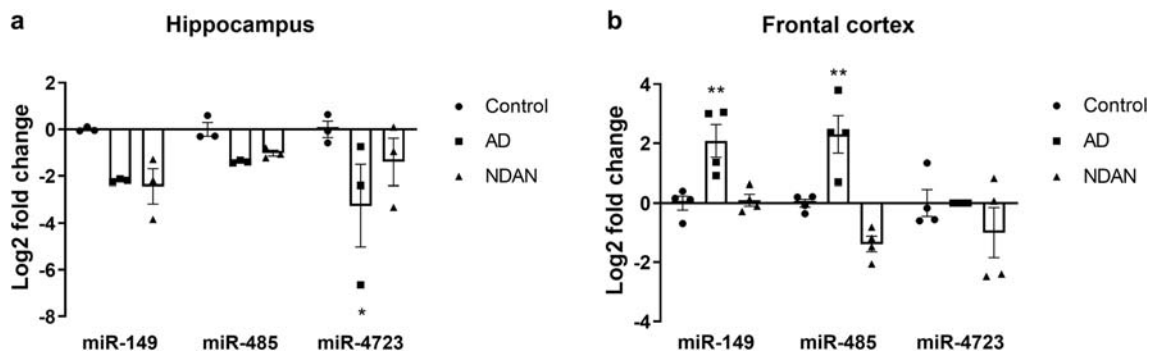 a
Hippocampus
Log2 fold change
2
0
-2
-4
-6
-8
*
miR-149
miR-485
miR-4723
Control
AD
NDAN
b
Frontal cortex
Log2 fold change
4
2
0
-2
-4
**
**
miR-149
miR-485
miR-4723
Control
AD
NDAN